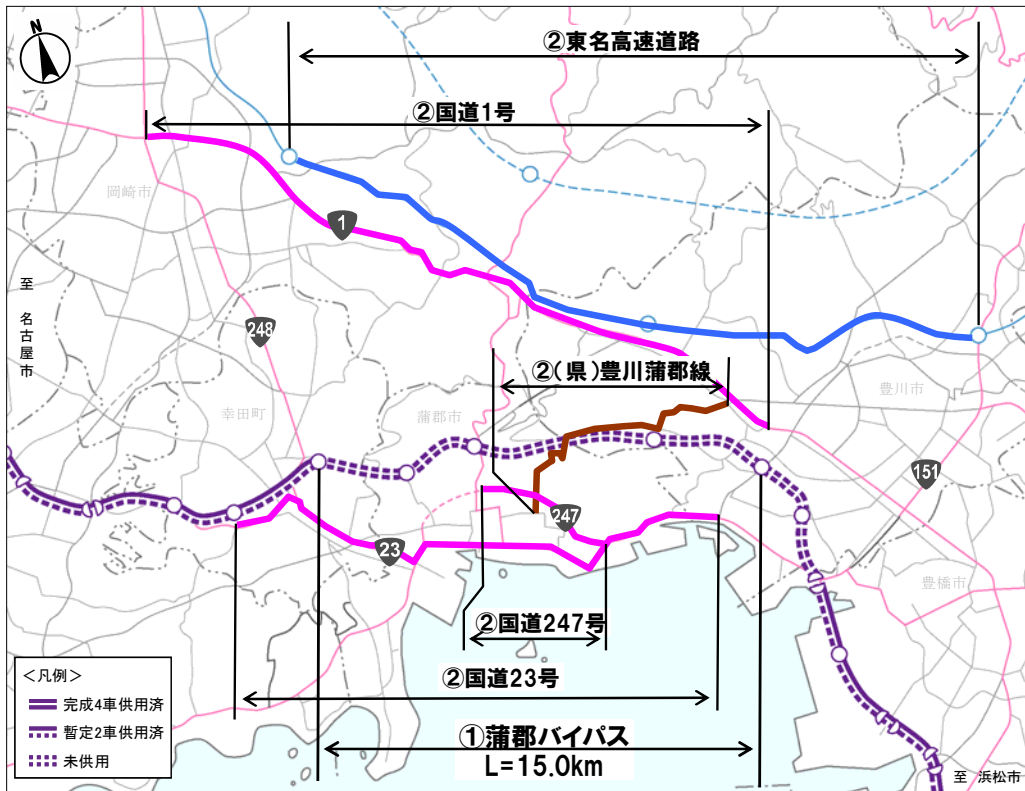 N
②東名高速道路
②国道1号
岡崎市
1
至 名古屋市
248
②(県)豊川蒲郡線
幸田町
蒲郡市
豊川市
151
247
23
豊橋市
②国道247号
②国道23号
①蒲郡バイパス
L=15.0km
<凡例>
完成4車供用済
暫定2車供用済
未供用
至 浜松市